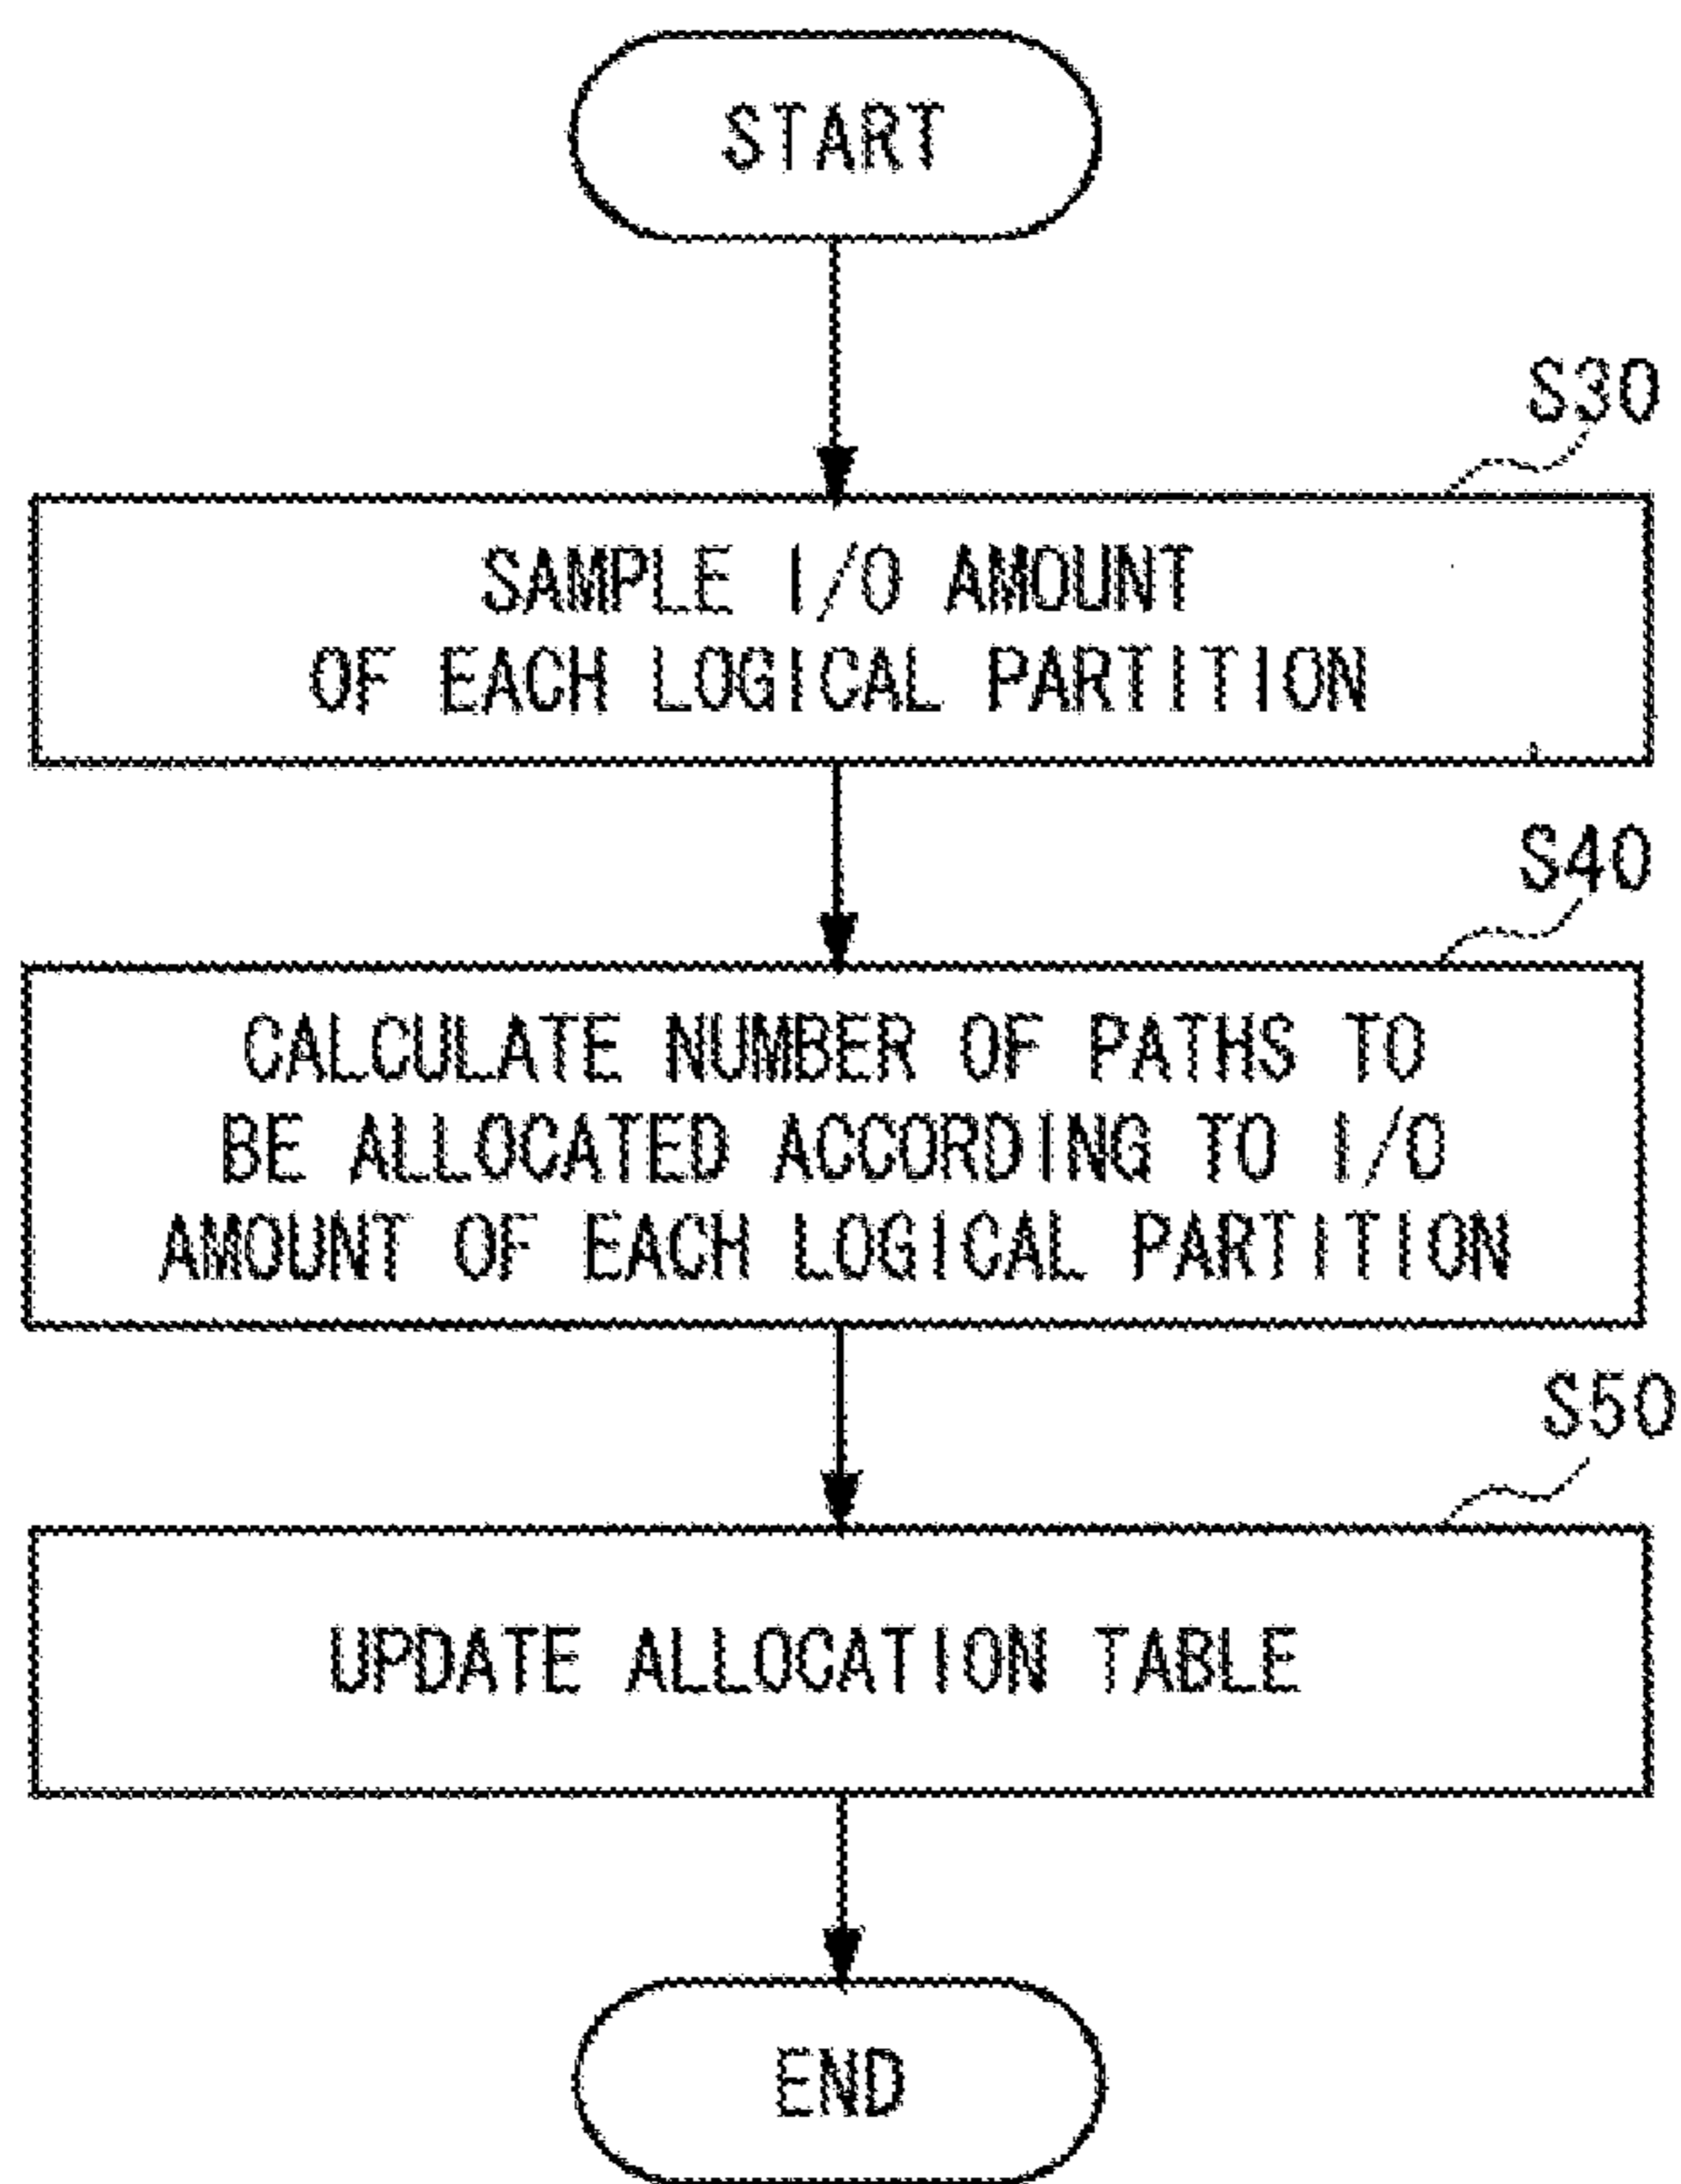 START
S30
SAMPLE I/O AMOUNT
OF EACH LOGICAL PARTITION
S40
CALCULATE NUMBER OF PATHS TO
BE ALLOCATED ACCORDING TO I/O
AMOUNT OF EACH LOGICAL PARTITION
S50
UPDATE ALLOCATION TABLE
END